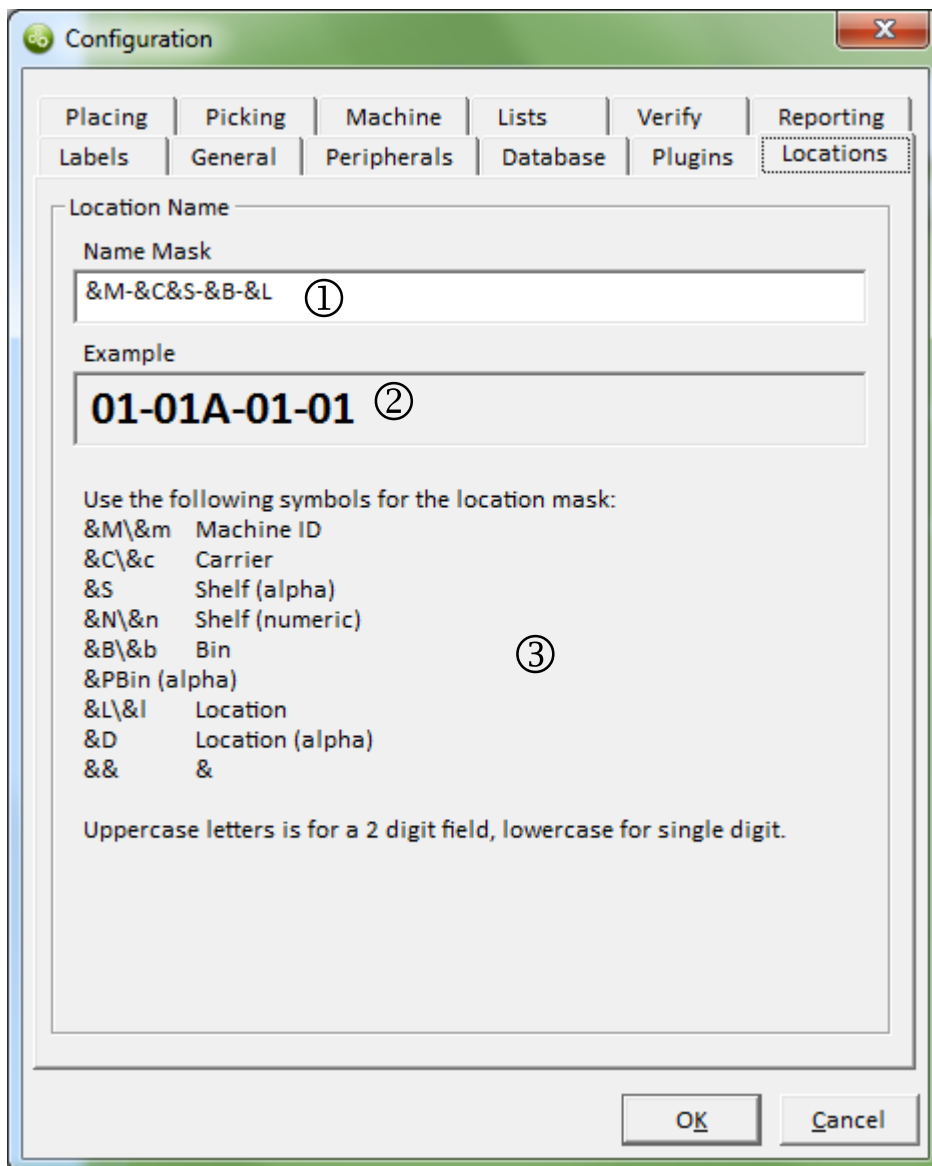 Configuration
Placing Picking Machine Lists Verify Reporting
Labels General Peripherals Database Plugins Locations
Location Name
Name Mask
&M-&C&S-&B-&L ①
Example
01-01A-01-01 ②
Use the following symbols for the location mask:
&M\&m Machine ID
&C\&c Carrier
&S Shelf (alpha)
&N\&n Shelf (numeric)
&B\&b Bin
③
&PBin (alpha)
&L\&l Location
&D Location (alpha)
&& &
Uppercase letters is for a 2 digit field, lowercase for single digit.
OK Cancel